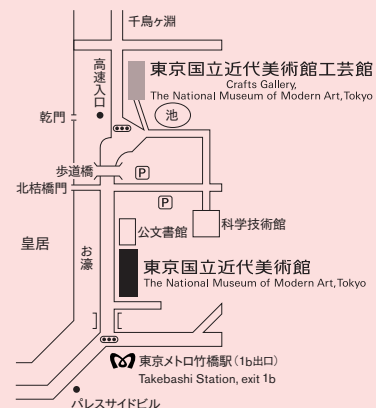 千鳥ヶ淵
高速入口
東京国立近代美術館工芸館
Crafts Gallery,
The National Museum of Modern Art, Tokyo
池
乾門
歩道橋
P
北桔橋門
P
公文書館
科学技術館
皇居
お濠
東京国立近代美術館
The National Museum of Modern Art, Tokyo
東京メトロ竹橋駅（1b出口）
Takebashi Station, exit 1b
パレスサイドビル